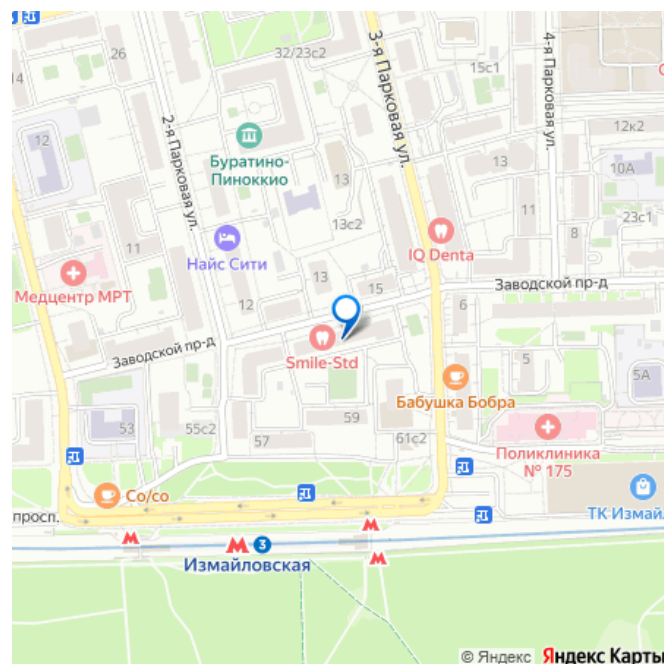 26
32/23с2
3-я Парковая ул.
4-я Парковая ул.
15с1
14
2-я Парковая ул.
12
Буратино-
Пиноккио
12к2
13
13
10А
11
13с2
11
23с1
8
Найс Сити
IQ Denta
Медцентр МРТ
13
15
Заводской пр-д
12
6
Smile-Std
Заводской пр-д
5
5А
Бабушка Бобра
53
55с2
59
57
61с2
Поликлиника
№ 175
Co/co
просп.
ТК Измайл
3
Измайловская
© Яндекс Яндекс Карты